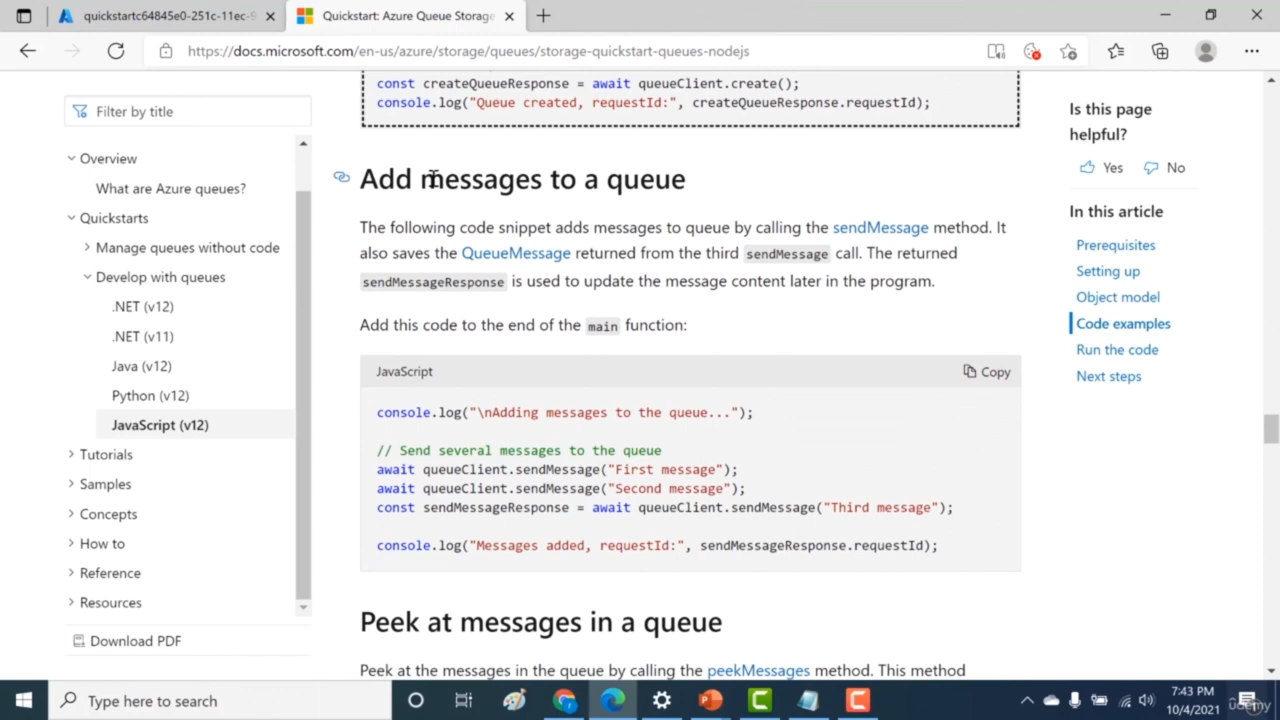 quickstartc64845e0-251c-11ec-9
Quickstart: Azure Queue Storage
https://docs.microsoft.com/en-us/azure/storage/queues/storage-quickstart-queues-nodejs
Filter by title
Overview
What are Azure queues?
Quickstarts
Manage queues without code
Develop with queues
.NET (v12)
.NET (v11)
Java (v12)
Python (v12)
JavaScript (v12)
Tutorials
Samples
Concepts
How to
Reference
Resources
Download PDF
const createQueueResponse = await queueClient.create();
console.log("Queue created, requestId:", createQueueResponse.requestId);
Add messages to a queue
The following code snippet adds messages to queue by calling the sendMessage method. It
also saves the QueueMessage returned from the third sendMessage call. The returned
sendMessageResponse is used to update the message content later in the program.
Add this code to the end of the main function:
JavaScript
Copy
console.log("\nAdding messages to the queue...");
// Send several messages to the queue
await queueClient.sendMessage("First message");
await queueClient.sendMessage("Second message");
const sendMessageResponse = await queueClient.sendMessage("Third message");
console.log("Messages added, requestId:", sendMessageResponse.requestId);
Peek at messages in a queue
Peek at the messages in the queue by calling the peekMessages method. This method
Is this page
helpful?
Yes
No
In this article
Prerequisites
Setting up
Object model
Code examples
Run the code
Next steps
Type here to search
7:43 PM
10/4/2021
udemy